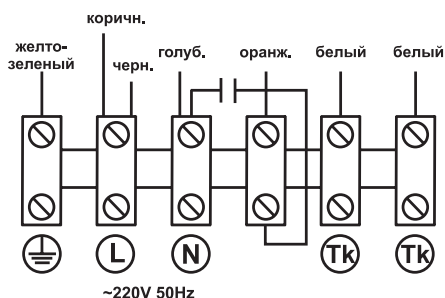 коричн.
желто-
зеленый
черн.
голуб.
оранж.
белый
белый
L
N
Tk
Tk
~220V 50Hz